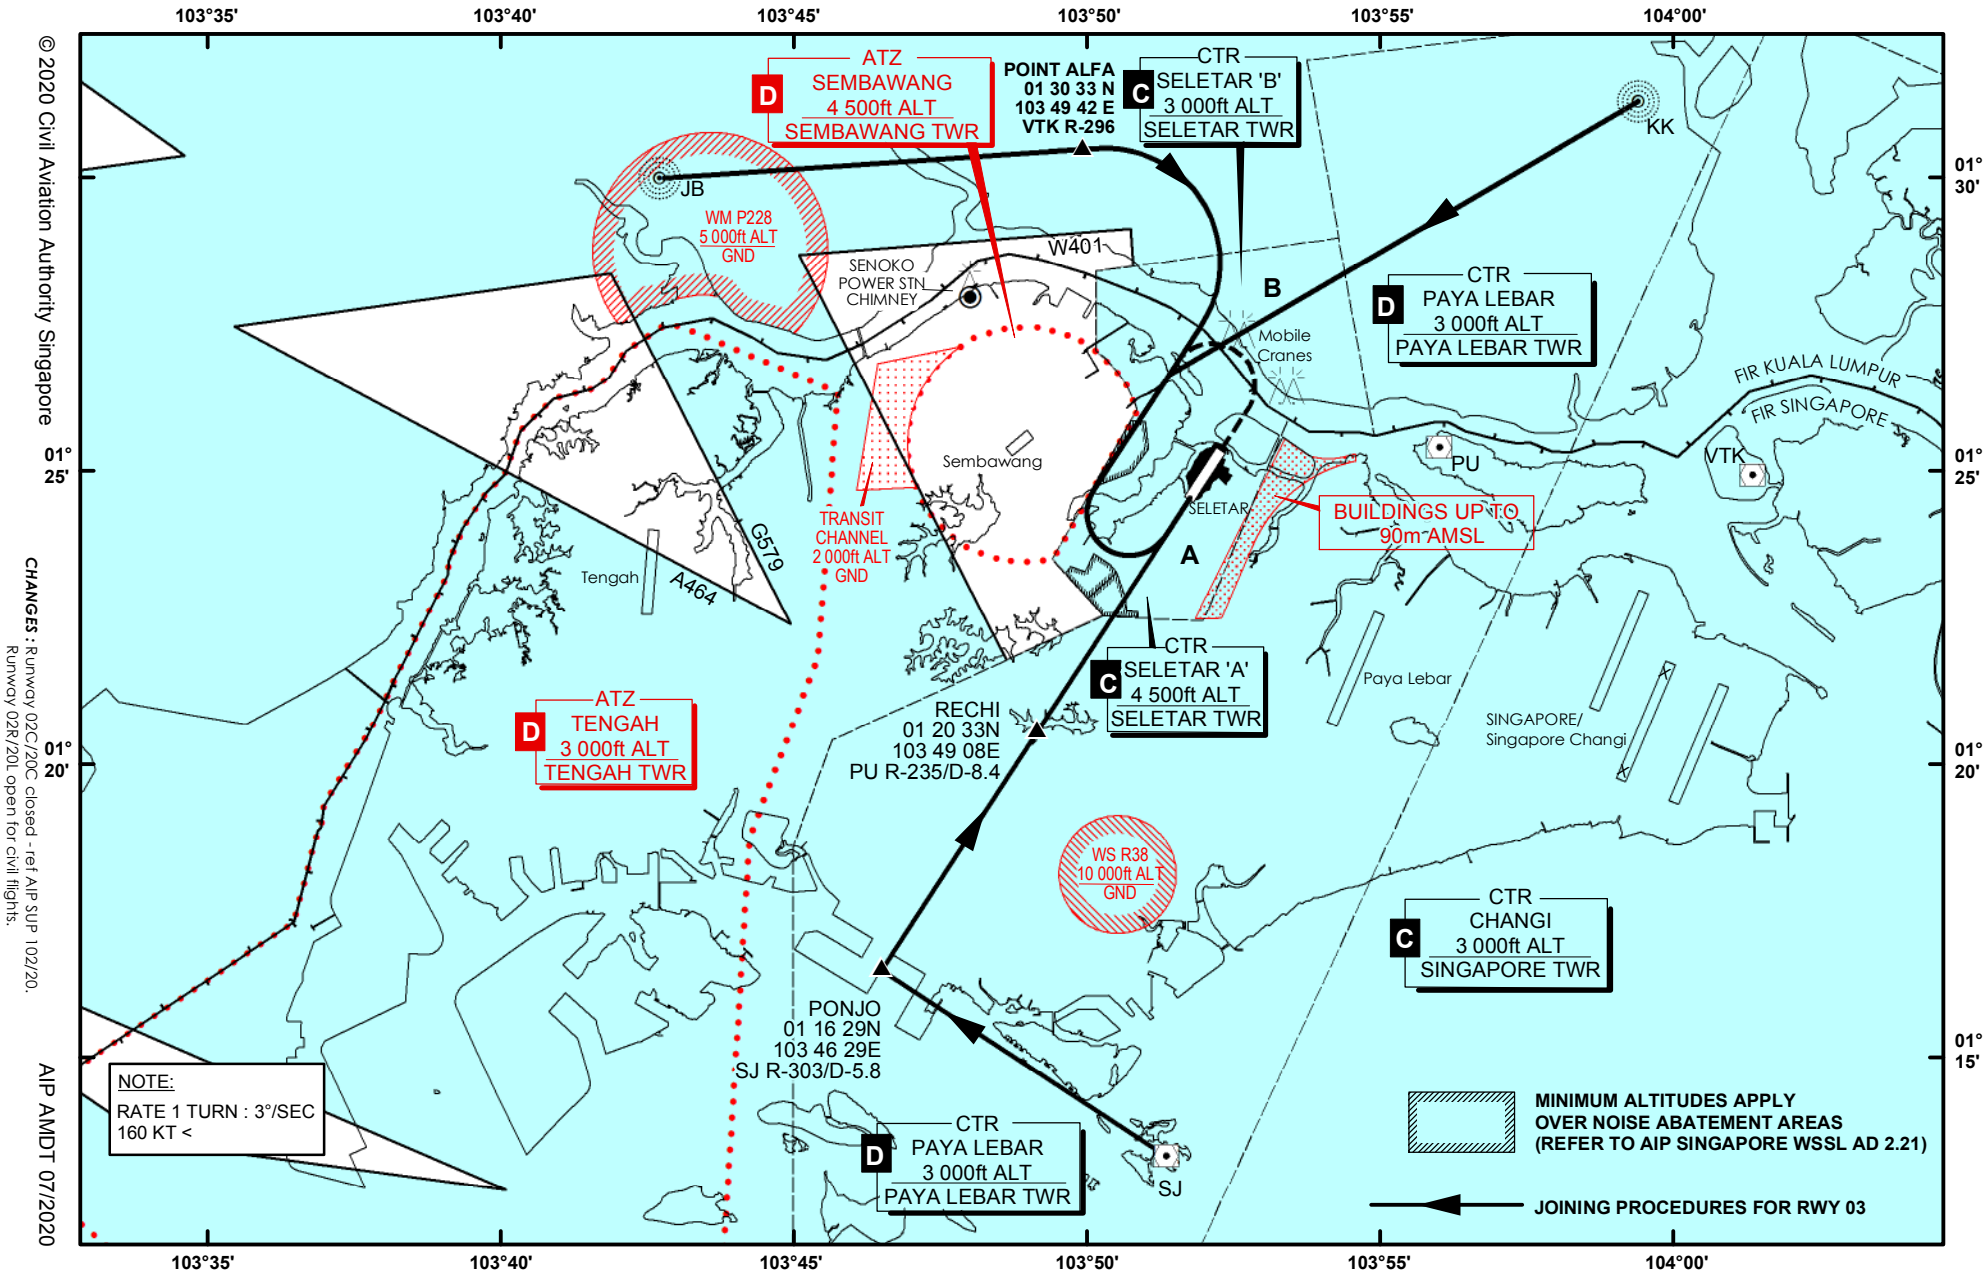 103°35'
103°40'
103°45'
103°50'
103°55'
104°00'
© 2020 Civil Aviation Authority Singapore
CHANGES : Runway 02C/20C closed - ref AIP SUP 102/20.
Runway 02R/20L open for civil flights.
AIP AMDT 07/2020
ATZ
D
SEMBAWANG
4 500ft ALT
SEMBAWANG TWR
POINT ALFA
01 30 33 N
103 49 42 E
VTK R-296
CTR
C
SELETAR 'B'
3 000ft ALT
SELETAR TWR
KK
JB
01°
30'
WM P228
5 000ft ALT
GND
W401
SENOKO
POWER STN
CHIMNEY
B
CTR
D
PAYA LEBAR
3 000ft ALT
PAYA LEBAR TWR
Mobile
Cranes
FIR KUALA LUMPUR
FIR SINGAPORE
01°
25'
Sembawang
PU
VTK
01°
25'
SELETAR
BUILDINGS UP TO
90m AMSL
TRANSIT
CHANNEL
2 000ft ALT
GND
G579
A464
Tengah
A
CTR
C
SELETAR 'A'
4 500ft ALT
SELETAR TWR
Paya Lebar
ATZ
D
TENGAH
3 000ft ALT
TENGAH TWR
RECHI
01 20 33N
103 49 08E
PU R-235/D-8.4
SINGAPORE/
Singapore Changi
01°
20'
01°
20'
WS R38
10 000ft ALT
GND
CTR
C
CHANGI
3 000ft ALT
SINGAPORE TWR
PONJO
01 16 29N
103 46 29E
SJ R-303/D-5.8
01°
15'
NOTE:
RATE 1 TURN : 3°/SEC
160 KT <
CTR
D
PAYA LEBAR
3 000ft ALT
PAYA LEBAR TWR
SJ
MINIMUM ALTITUDES APPLY
OVER NOISE ABATEMENT AREAS
(REFER TO AIP SINGAPORE WSSL AD 2.21)
JOINING PROCEDURES FOR RWY 03
103°35'
103°40'
103°45'
103°50'
103°55'
104°00'